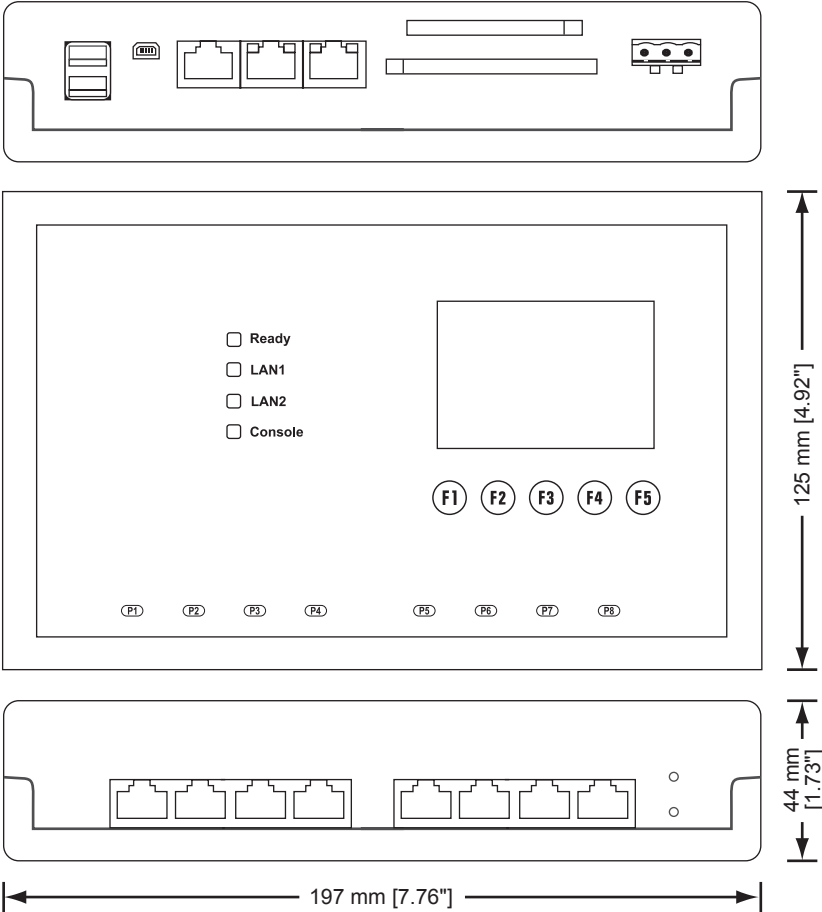 Ready
LAN1
LAN2
Console
F1 F2 F3 F4 F5
P1 P2 P3 P4 P5 P6 P7 P8
125 mm [4.92"]
44 mm
[1.73"]
197 mm [7.76"]